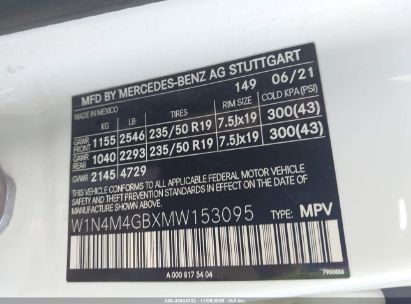 MFD BY MERCEDES-BENZ AG STUTTGART
MADE IN MEXICO 149 06/21
KG LB TIRES RIM SIZE COLD KPA (PSI)
GAWR FRONT 1155 2546 235/50 R19 7.5Jx19 300(43)
GAWR REAR 1040 2293 235/50 R19 7.5Jx19 300(43)
GVWR 2145 4729
THIS VEHICLE CONFORMS TO ALL APPLICABLE FEDERAL MOTOR VEHICLE
SAFETY BUMPER AND THEFT PREVENTION STANDARDS IN EFFECT ON THE
DATE OF MANUFACTURE SHOWN ABOVE.
W1N4M4GBXMW153095 TYPE: MPV
A 000 817 54 04